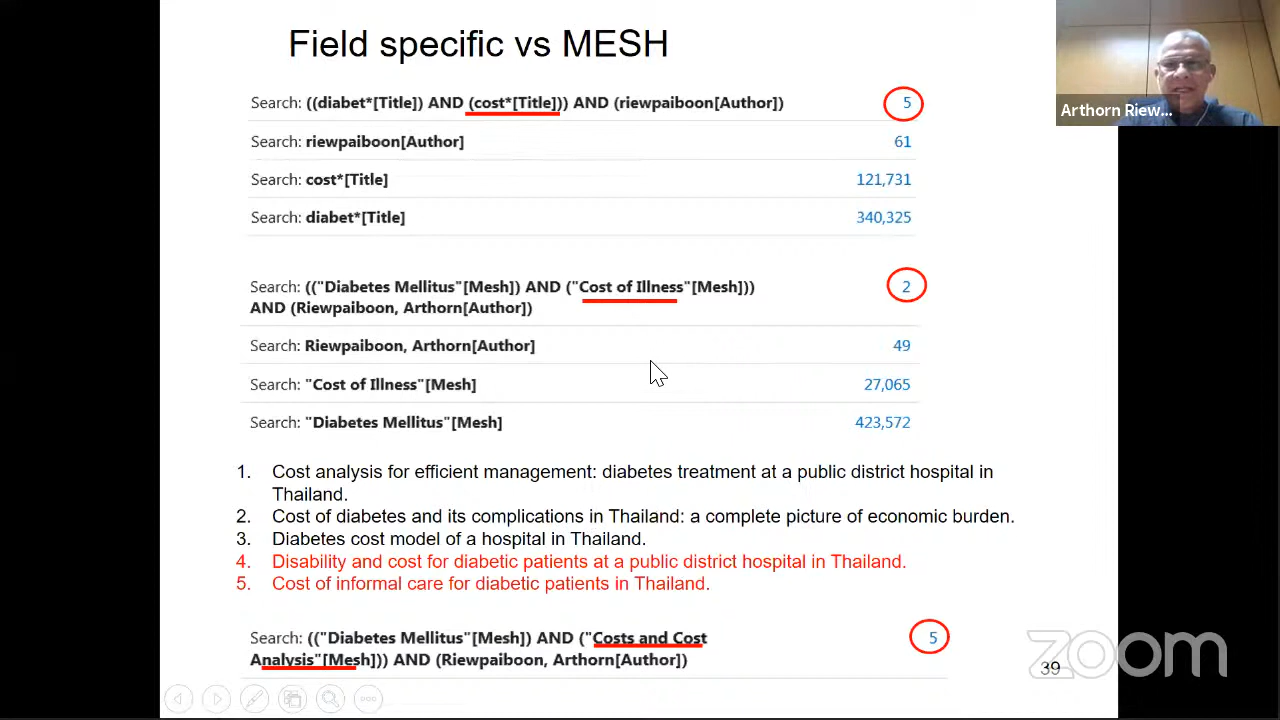 Field specific vs MESH
Arthorn Riew...
Search: ((diabet*[Title]) AND (cost*[Title])) AND (riewpaiboon[Author]) 5
Search: riewpaiboon[Author] 61
Search: cost*[Title] 121,731
Search: diabet*[Title] 340,325
Search: (("Diabetes Mellitus"[Mesh]) AND ("Cost of Illness"[Mesh])) 2
AND (Riewpaiboon, Arthorn[Author])
Search: Riewpaiboon, Arthorn[Author] 49
Search: "Cost of Illness"[Mesh] 27,065
Search: "Diabetes Mellitus"[Mesh] 423,572
1. Cost analysis for efficient management: diabetes treatment at a public district hospital in
Thailand.
2. Cost of diabetes and its complications in Thailand: a complete picture of economic burden.
3. Diabetes cost model of a hospital in Thailand.
4. Disability and cost for diabetic patients at a public district hospital in Thailand.
5. Cost of informal care for diabetic patients in Thailand.
Search: (("Diabetes Mellitus"[Mesh]) AND ("Costs and Cost 5
Analysis"[Mesh])) AND (Riewpaiboon, Arthorn[Author])
zoom
39